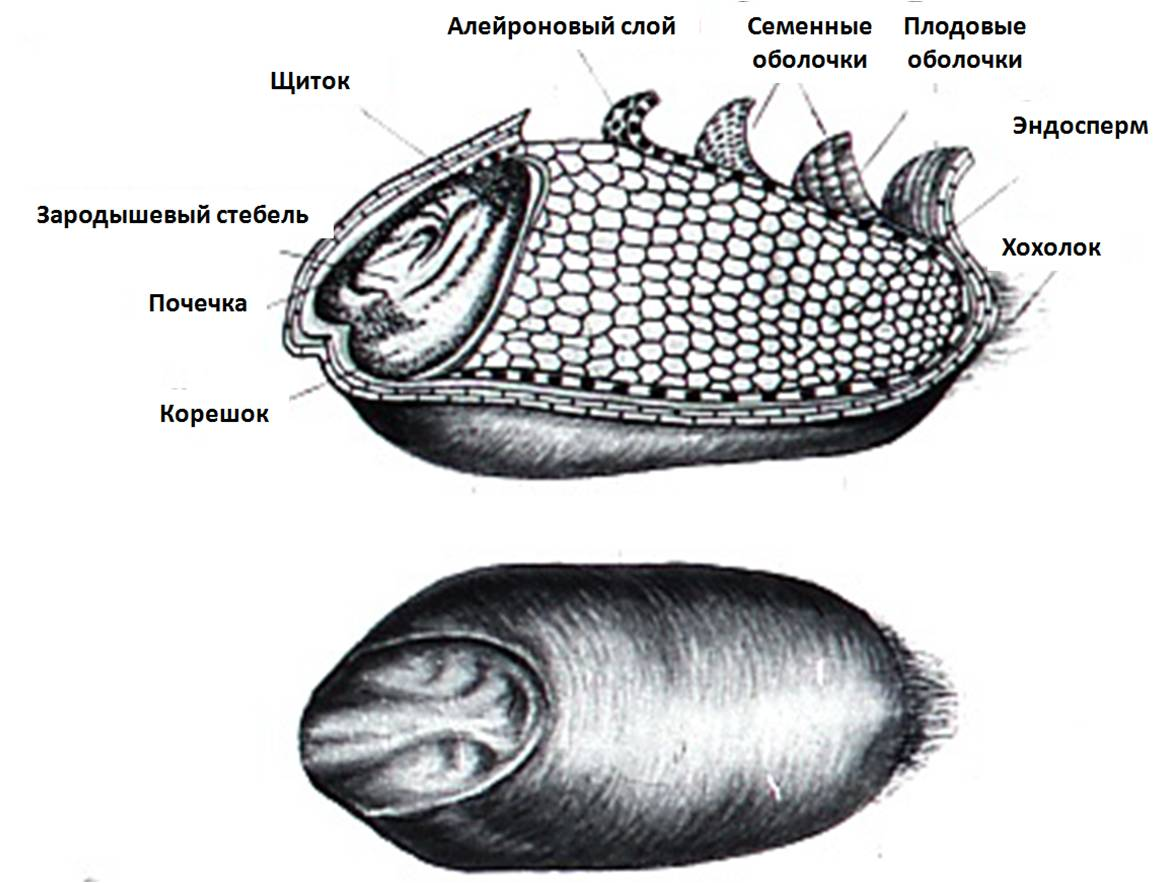 Алейроновый слой
Семенные
оболочки
Плодовые
оболочки
Щиток
Эндосперм
Зародышевый стебель
Хохолок
Почечка
Корешок